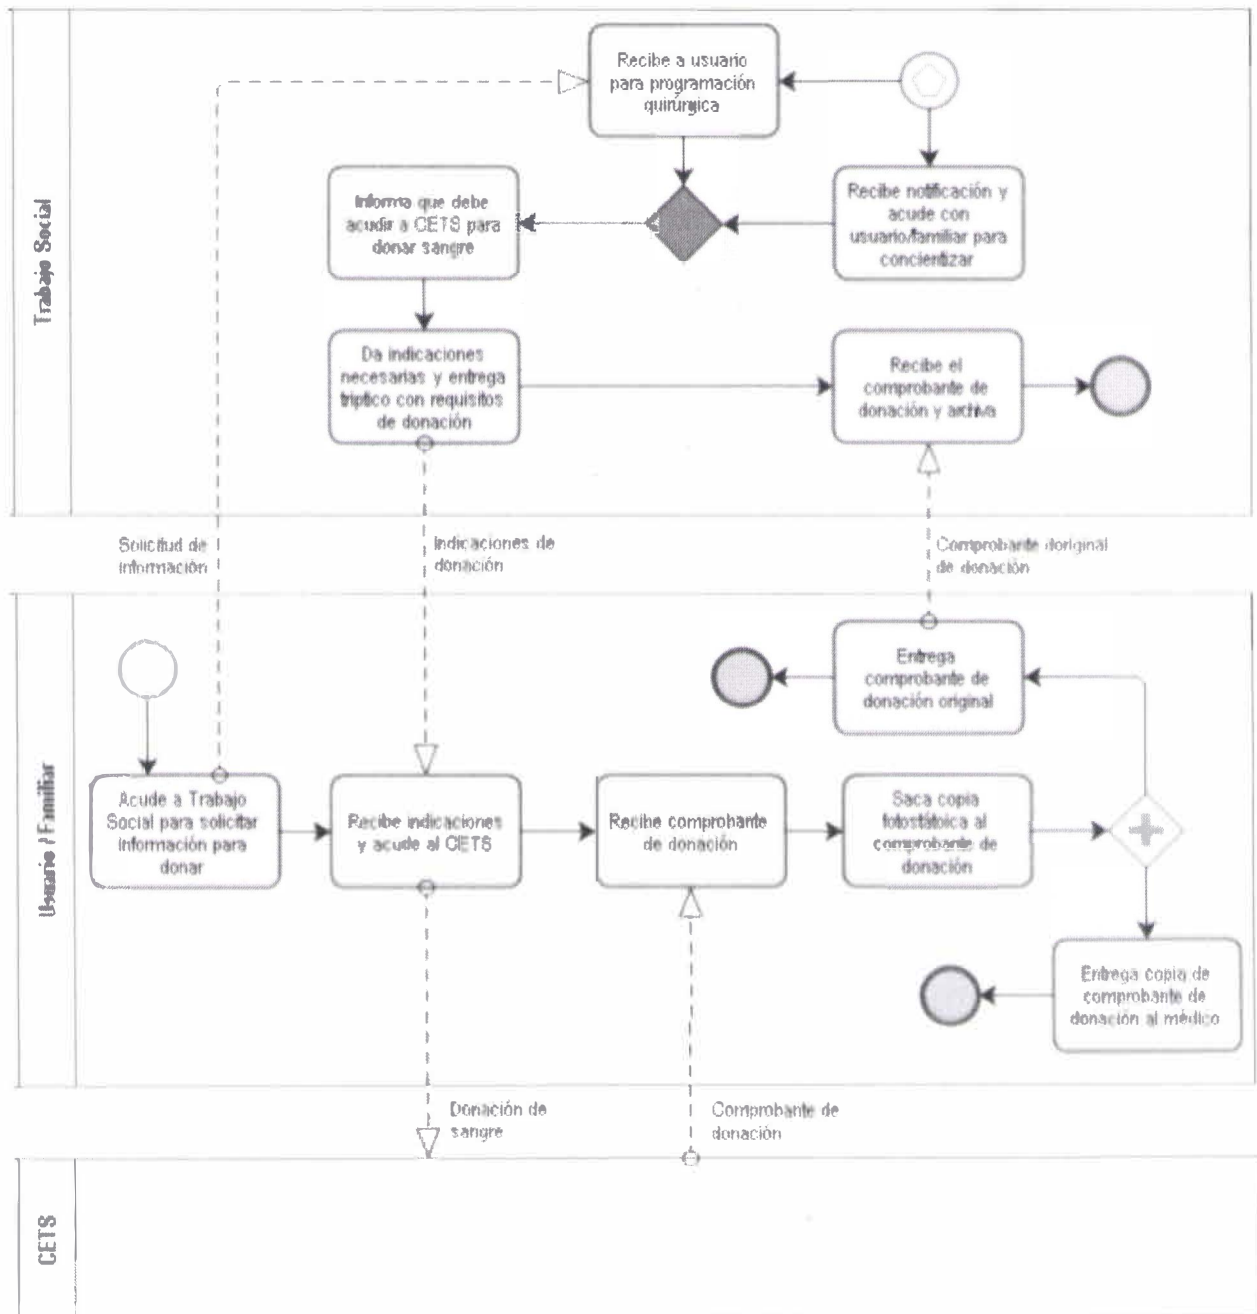 Trabajo Social
Recibe a usuario
para programación
quirúrgica
Informa que debe
acudir a CETS para
donar sangre
Recibe notificación y
acude con
usuario/familiar para
concientizar
Da indicaciones
necesarias y entrega
triptico con requisitos
de donación
Recibe el
comprobante de
donación y archiva
Solicitud de
información
Indicaciones de
donación
Comprobante doriginal
de donación
Usuario / Familiar
Entrega
comprobante de
donación original
Acude a Trabajo
Social para solicitar
información para
donar
Recibe indicaciones
y acude al CETS
Recibe comprobante
de donación
Saca copia
fotostátoica al
comprobante de
donación
Entrega copia de
comprobante de
donación al médico
Donación de
sangre
Comprobante de
donación
CETS